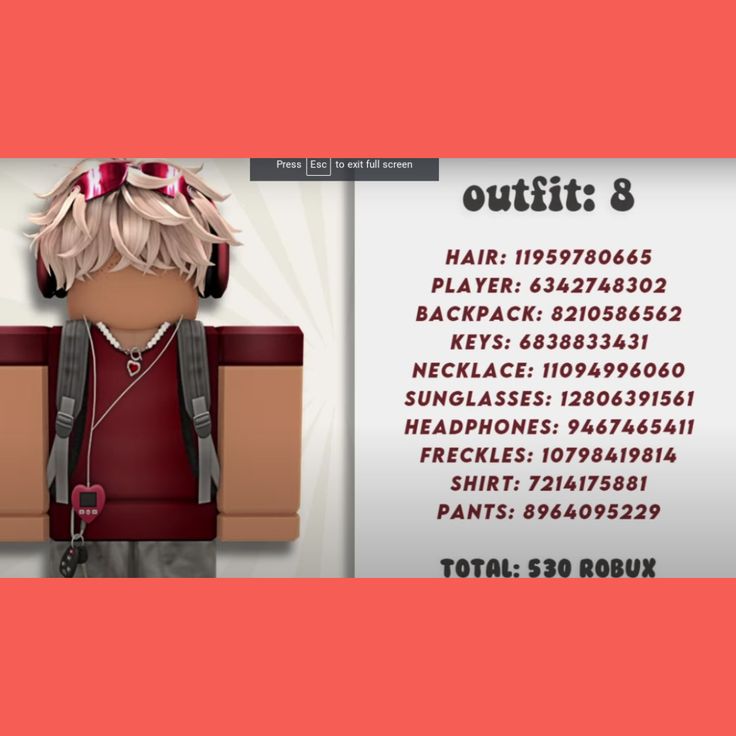 Press Esc to exit full screen
outfit: 8
HAIR: 11959780665
PLAYER: 6342748302
BACKPACK: 8210586562
KEYS: 6838833431
NECKLACE: 11094996060
SUNGLASSES: 12806391561
HEADPHONES: 9467465411
FRECKLES: 10798419814
SHIRT: 7214175881
PANTS: 8964095229
TOTAL: 530 ROBUX